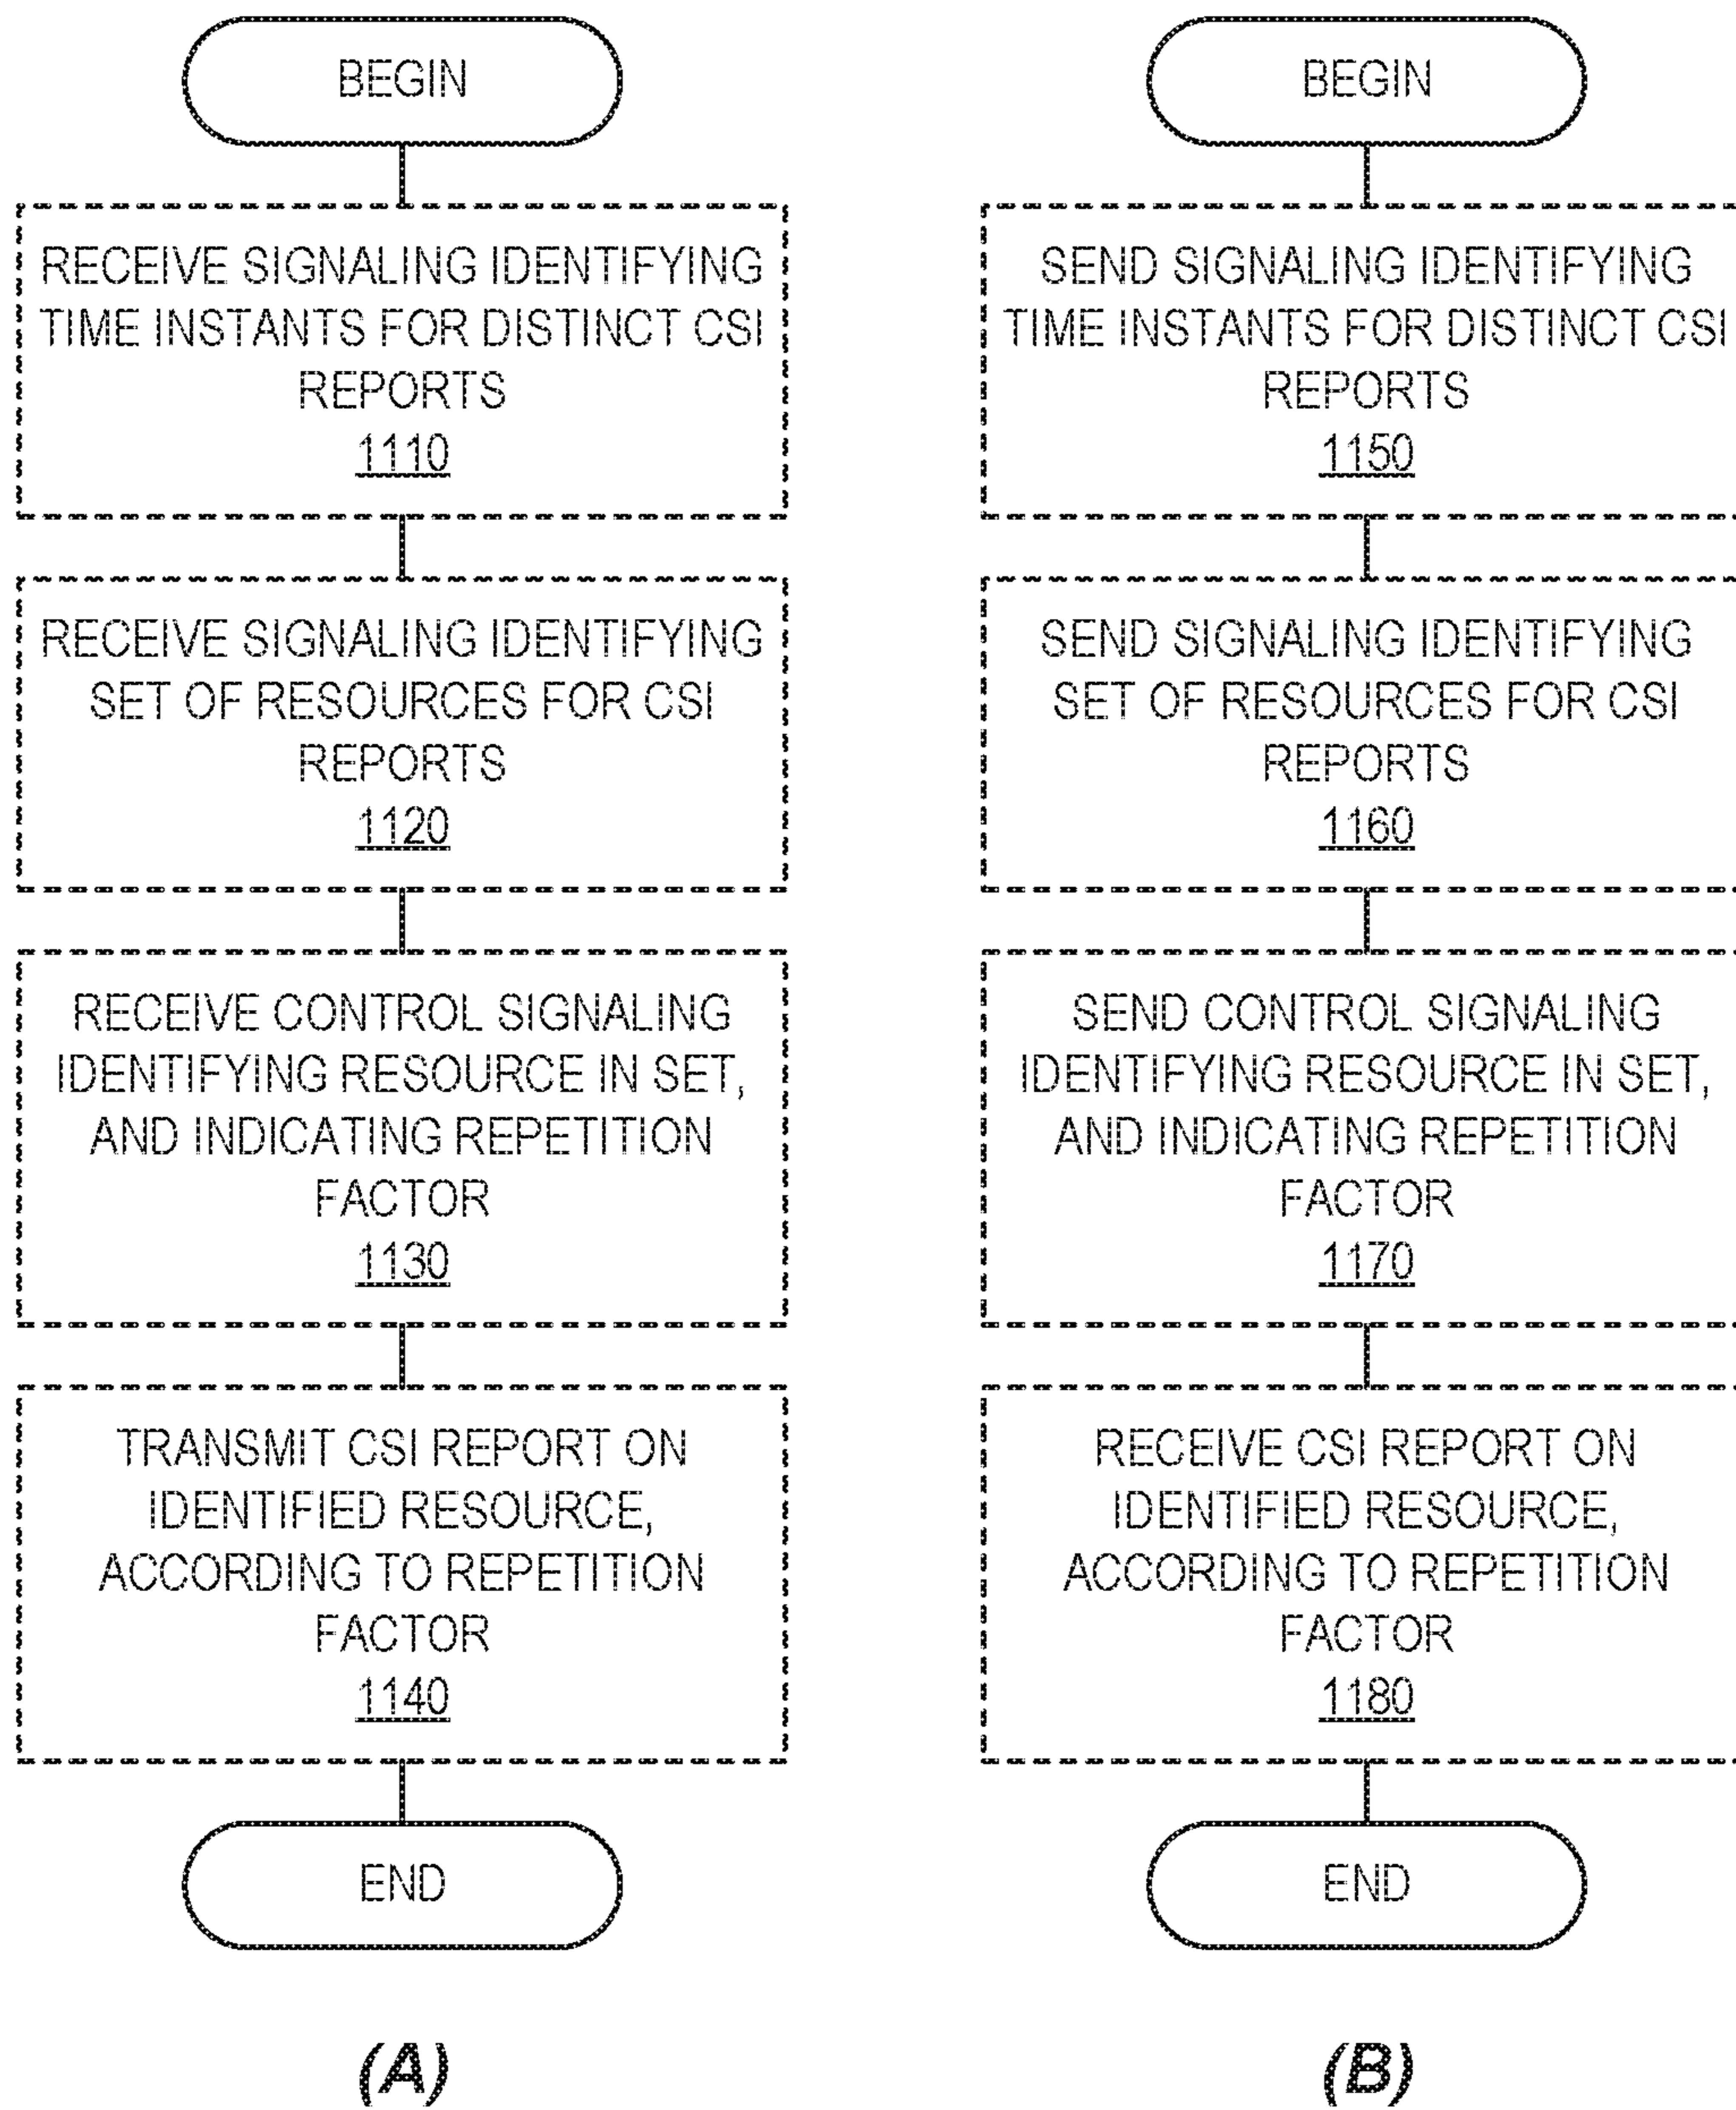 BEGIN
RECEIVE SIGNALING IDENTIFYING
TIME INSTANTS FOR DISTINCT CSI
REPORTS
1110
RECEIVE SIGNALING IDENTIFYING
SET OF RESOURCES FOR CSI
REPORTS
1120
RECEIVE CONTROL SIGNALING
IDENTIFYING RESOURCE IN SET,
AND INDICATING REPETITION
FACTOR
1130
TRANSMIT CSI REPORT ON
IDENTIFIED RESOURCE,
ACCORDING TO REPETITION
FACTOR
1140
END
(A)
BEGIN
SEND SIGNALING IDENTIFYING
TIME INSTANTS FOR DISTINCT CSI
REPORTS
1150
SEND SIGNALING IDENTIFYING
SET OF RESOURCES FOR CSI
REPORTS
1160
SEND CONTROL SIGNALING
IDENTIFYING RESOURCE IN SET,
AND INDICATING REPETITION
FACTOR
1170
RECEIVE CSI REPORT ON
IDENTIFIED RESOURCE,
ACCORDING TO REPETITION
FACTOR
1180
END
(B)